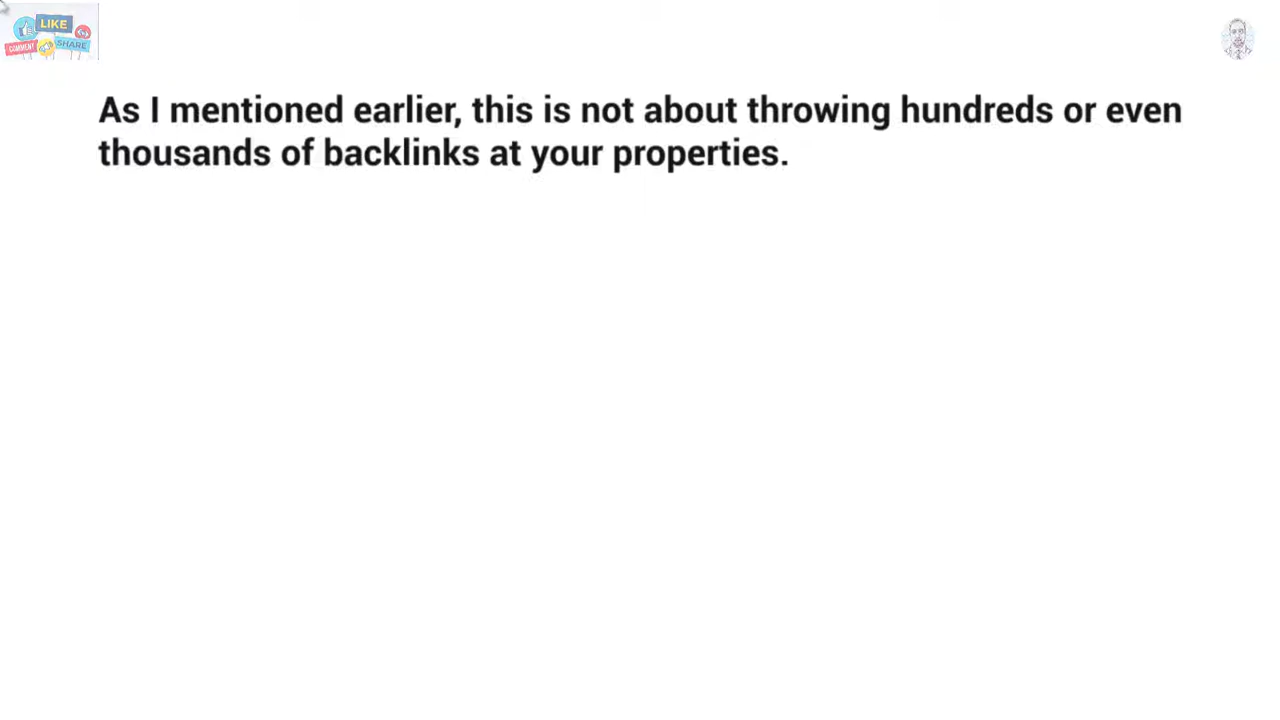 LIKE
COMMENT
SHARE
As I mentioned earlier, this is not about throwing hundreds or even
thousands of backlinks at your properties.